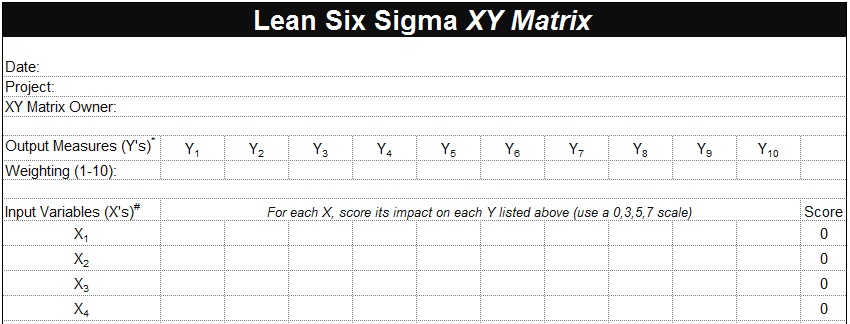 Lean Six Sigma XY Matrix
Date:
Project:
XY Matrix Owner:
Output Measures (Y's)* Y1 Y2 Y3 Y4 Y5 Y6 Y7 Y8 Y9 Y10
Weighting (1-10):
Input Variables (X's)# For each X, score its impact on each Y listed above (use a 0,3,5,7 scale) Score
X1 0
X2 0
X3 0
X4 0